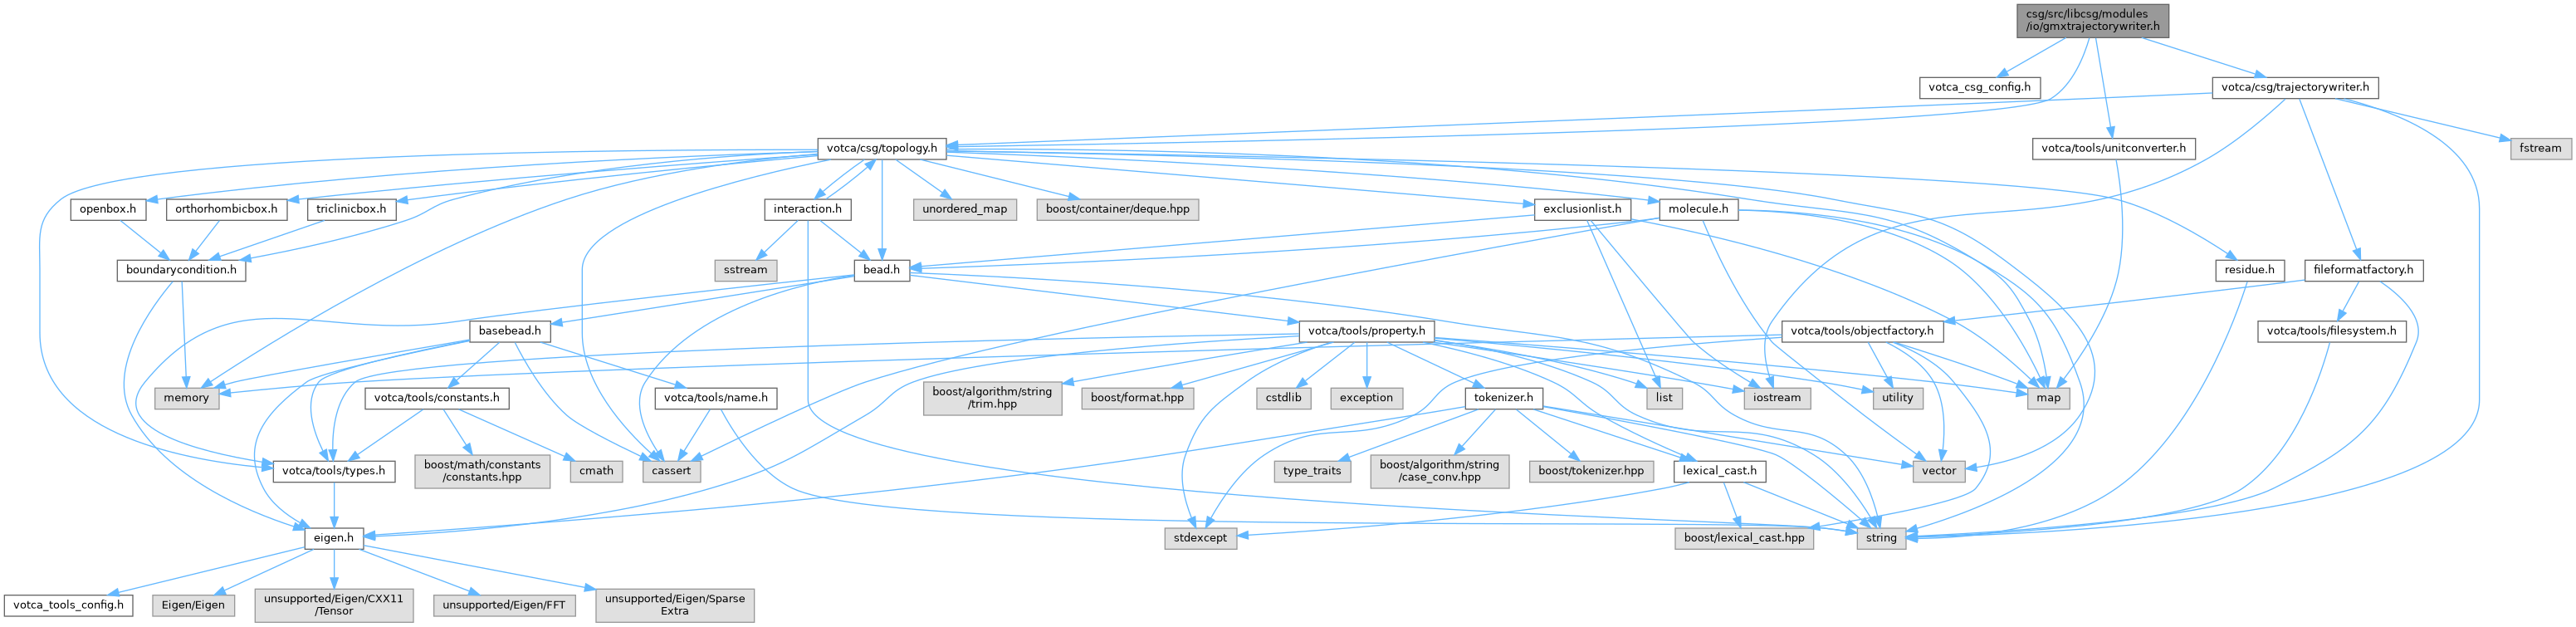 csg/src/libcsg/modules
/io/gmxtrajectorywriter.h
votca_csg_config.h
votca/csg/trajectorywriter.h
votca/csg/topology.h
votca/tools/unitconverter.h
fstream
openbox.h
orthorhombicbox.h
triclinicbox.h
interaction.h
unordered_map
boost/container/deque.hpp
exclusionlist.h
molecule.h
boundarycondition.h
sstream
bead.h
residue.h
fileformatfactory.h
basebead.h
votca/tools/property.h
votca/tools/objectfactory.h
votca/tools/filesystem.h
memory
votca/tools/constants.h
votca/tools/name.h
boost/algorithm/string
/trim.hpp
boost/format.hpp
cstdlib
exception
tokenizer.h
list
iostream
utility
map
votca/tools/types.h
boost/math/constants
/constants.hpp
cmath
cassert
type_traits
boost/algorithm/string
/case_conv.hpp
boost/tokenizer.hpp
lexical_cast.h
vector
eigen.h
stdexcept
boost/lexical_cast.hpp
string
votca_tools_config.h
Eigen/Eigen
unsupported/Eigen/CXX11
/Tensor
unsupported/Eigen/FFT
unsupported/Eigen/Sparse
Extra